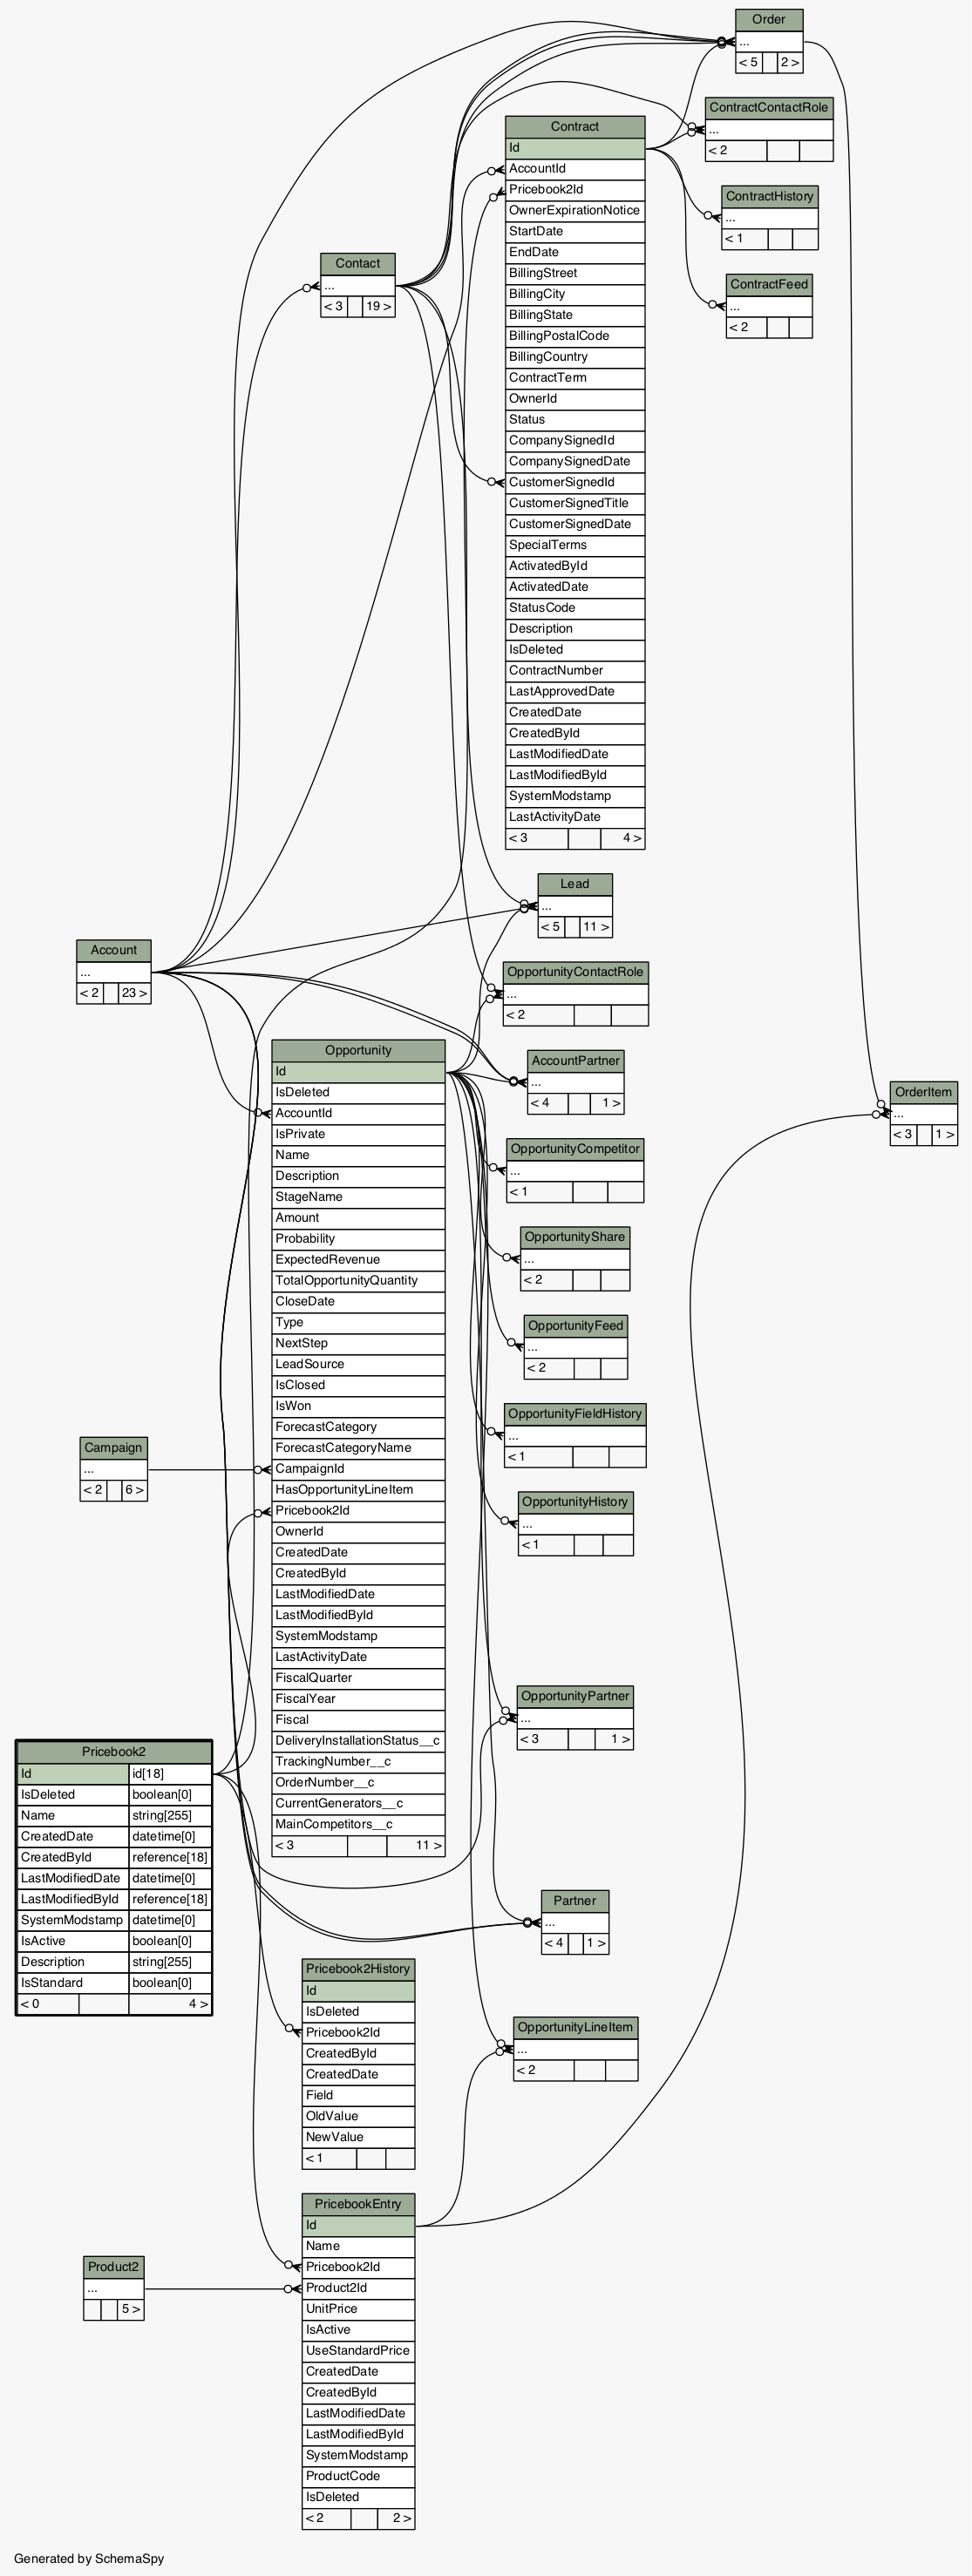 Order
...
< 5 2 >
ContractContactRole
...
< 2
ContractHistory
...
< 1
ContractFeed
...
< 2
Contact
...
< 3 19 >
Contract
Id
AccountId
Pricebook2Id
OwnerExpirationNotice
StartDate
EndDate
BillingStreet
BillingCity
BillingState
BillingPostalCode
BillingCountry
ContractTerm
OwnerId
Status
CompanySignedId
CompanySignedDate
CustomerSignedId
CustomerSignedTitle
CustomerSignedDate
SpecialTerms
ActivatedById
ActivatedDate
StatusCode
Description
IsDeleted
ContractNumber
LastApprovedDate
CreatedDate
CreatedById
LastModifiedDate
LastModifiedById
SystemModstamp
LastActivityDate
< 3 4 >
Lead
...
< 5 11 >
Account
...
< 2 23 >
OpportunityContactRole
...
< 2
AccountPartner
...
< 4 1 >
OrderItem
...
< 3 1 >
OpportunityCompetitor
...
< 1
OpportunityShare
...
< 2
OpportunityFeed
...
< 2
OpportunityFieldHistory
...
< 1
OpportunityHistory
...
< 1
OpportunityPartner
...
< 3 1 >
Opportunity
Id
IsDeleted
AccountId
IsPrivate
Name
Description
StageName
Amount
Probability
ExpectedRevenue
TotalOpportunityQuantity
CloseDate
Type
NextStep
LeadSource
IsClosed
IsWon
ForecastCategory
ForecastCategoryName
CampaignId
HasOpportunityLineItem
Pricebook2Id
OwnerId
CreatedDate
CreatedById
LastModifiedDate
LastModifiedById
SystemModstamp
LastActivityDate
FiscalQuarter
FiscalYear
Fiscal
DeliveryInstallationStatus__c
TrackingNumber__c
OrderNumber__c
CurrentGenerators__c
MainCompetitors__c
< 3 11 >
Campaign
...
< 2 6 >
Pricebook2
Id id[18]
IsDeleted boolean[0]
Name string[255]
CreatedDate datetime[0]
CreatedById reference[18]
LastModifiedDate datetime[0]
LastModifiedById reference[18]
SystemModstamp datetime[0]
IsActive boolean[0]
Description string[255]
IsStandard boolean[0]
< 0 4 >
Partner
...
< 4 1 >
Pricebook2History
Id
IsDeleted
Pricebook2Id
CreatedById
CreatedDate
Field
OldValue
NewValue
< 1
OpportunityLineItem
...
< 2
PricebookEntry
Id
Name
Pricebook2Id
Product2Id
UnitPrice
IsActive
UseStandardPrice
CreatedDate
CreatedById
LastModifiedDate
LastModifiedById
SystemModstamp
ProductCode
IsDeleted
< 2 2 >
Product2
...
5 >
Generated by SchemaSpy